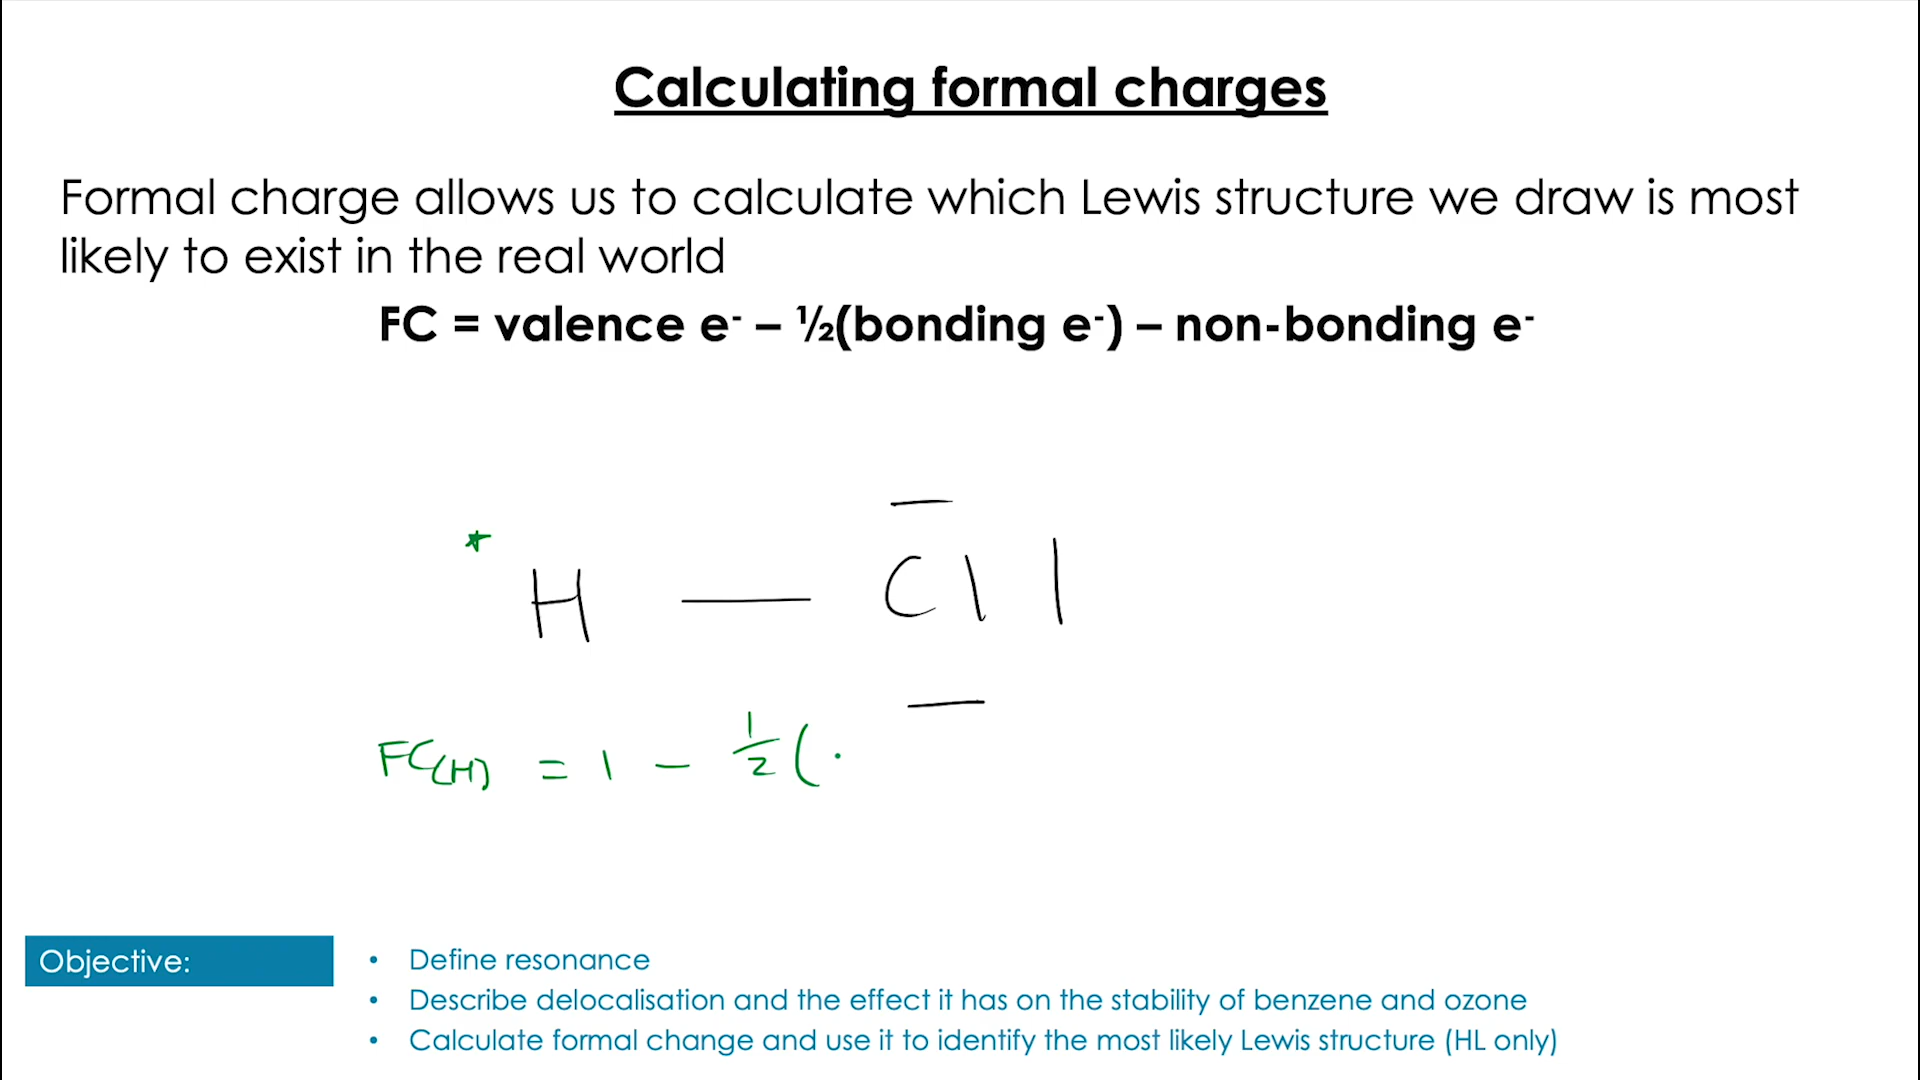 Calculating formal charges
Formal charge allows us to calculate which Lewis structure we draw is most
likely to exist in the real world
FC = valence e⁻ – ½(bonding e⁻) – non-bonding e⁻
* H — Cl
FC(H) = 1 - 1/2 ( .
Objective:
• Define resonance
• Describe delocalisation and the effect it has on the stability of benzene and ozone
• Calculate formal change and use it to identify the most likely Lewis structure (HL only)